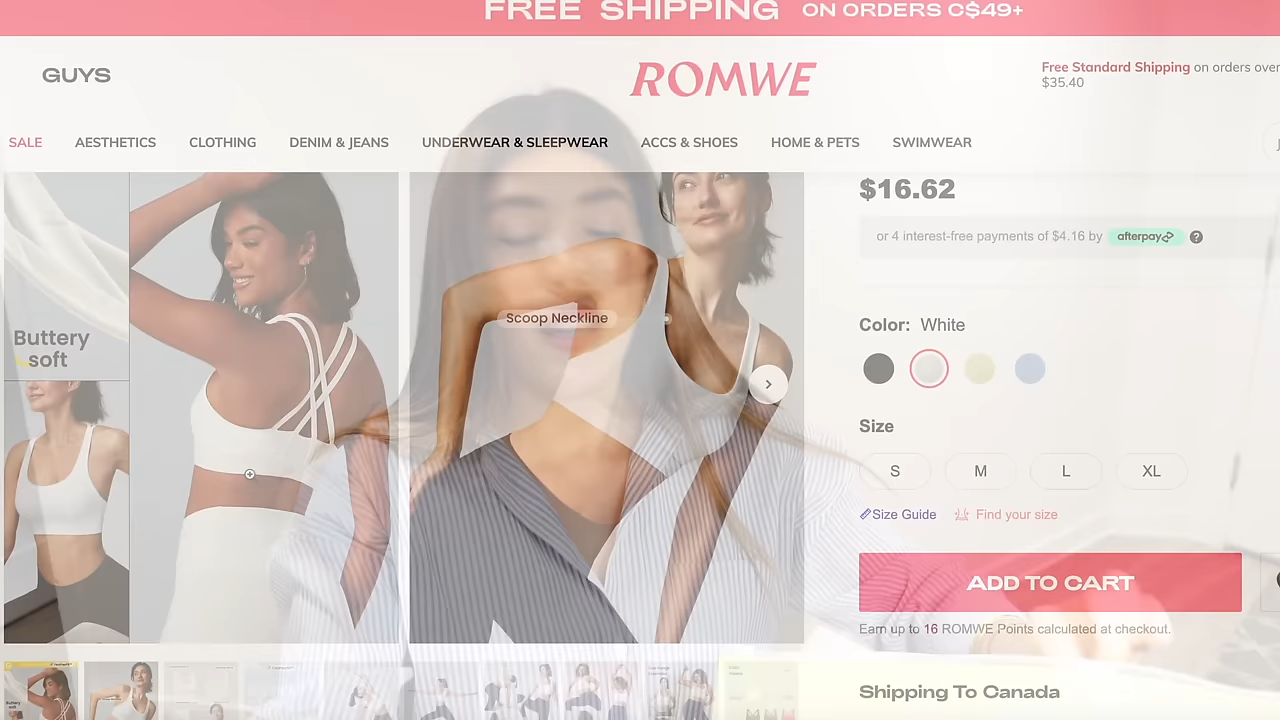 FREE SHIPPING ON ORDERS C$49+
GUYS
ROMWE
Free Standard Shipping on orders over
$35.40
SALE AESTHETICS CLOTHING DENIM & JEANS UNDERWEAR & SLEEPWEAR ACCS & SHOES HOME & PETS SWIMWEAR
$16.62
or 4 interest-free payments of $4.16 by afterpay ?
Buttery
soft
Scoop Neckline
Color: White
Size
S M L XL
Size Guide Find your size
ADD TO CART
Earn up to 16 ROMWE Points calculated at checkout.
Shipping To Canada